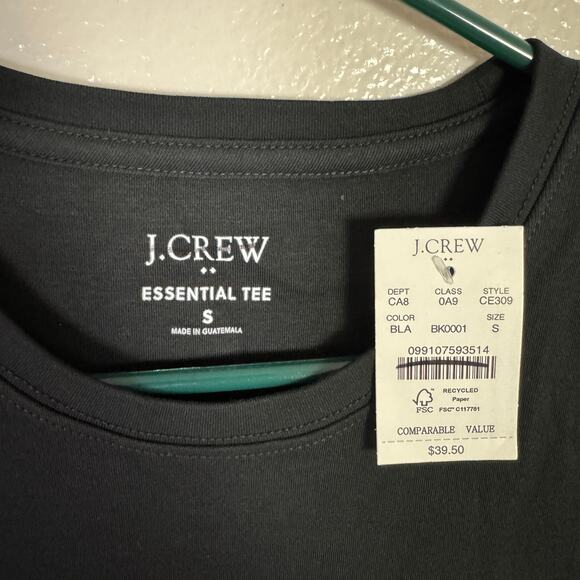 J.CREW
ESSENTIAL TEE
S
MADE IN GUATEMALA
J.CREW
DEPT CLASS STYLE
CA8 0A9 CE309
COLOR SIZE
BLA BK0001 S
099107593514
RECYCLED
Paper
FSC FSC™ C117781
COMPARABLE VALUE
$39.50